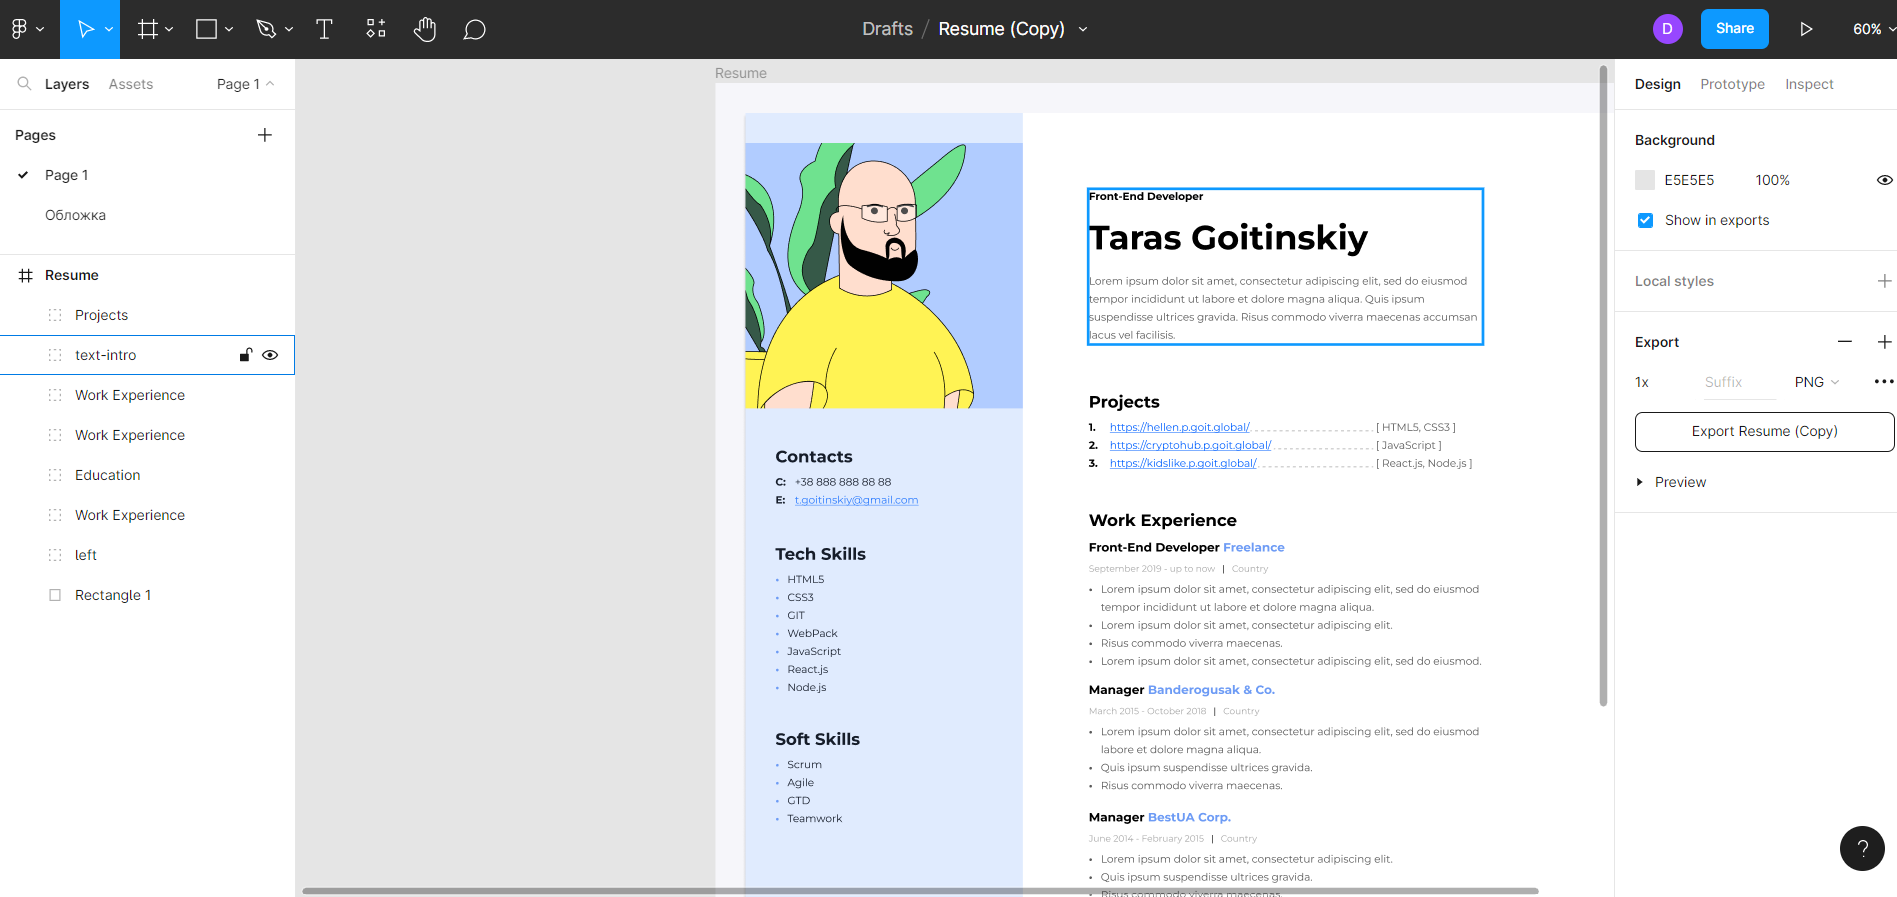 Drafts / Resume (Copy)
D
Share
60%
Layers
Assets
Page 1
Pages
Page 1
Обложка
Resume
Projects
text-intro
Work Experience
Work Experience
Education
Work Experience
left
Rectangle 1
Resume
Contacts
C: +38 888 888 88 88
E: t.goitinskiy@gmail.com
Tech Skills
• HTML5
• CSS3
• GIT
• WebPack
• JavaScript
• React.js
• Node.js
Soft Skills
• Scrum
• Agile
• GTD
• Teamwork
Front-End Developer
Taras Goitinskiy
Lorem ipsum dolor sit amet, consectetur adipiscing elit, sed do eiusmod
tempor incididunt ut labore et dolore magna aliqua. Quis ipsum
suspendisse ultrices gravida. Risus commodo viverra maecenas accumsan
lacus vel facilisis.
Projects
1. https://hellen.p.goit.global/ [ HTML5, CSS3 ]
2. https://cryptohub.p.goit.global/ [ JavaScript ]
3. https://kidslike.p.goit.global/ [ React.js, Node.js ]
Work Experience
Front-End Developer Freelance
September 2019 - up to now | Country
• Lorem ipsum dolor sit amet, consectetur adipiscing elit, sed do eiusmod
tempor incididunt ut labore et dolore magna aliqua.
• Lorem ipsum dolor sit amet, consectetur adipiscing elit.
• Risus commodo viverra maecenas.
• Lorem ipsum dolor sit amet, consectetur adipiscing elit, sed do eiusmod.
Manager Banderogusak & Co.
March 2015 - October 2018 | Country
• Lorem ipsum dolor sit amet, consectetur adipiscing elit, sed do eiusmod
labore et dolore magna aliqua.
• Quis ipsum suspendisse ultrices gravida.
• Risus commodo viverra maecenas.
Manager BestUA Corp.
June 2014 - February 2015 | Country
• Lorem ipsum dolor sit amet, consectetur adipiscing elit.
• Quis ipsum suspendisse ultrices gravida.
• Risus commodo viverra maecenas.
Design
Prototype
Inspect
Background
E5E5E5
100%
Show in exports
Local styles
Export
1x
Suffix
PNG
Export Resume (Copy)
Preview
?